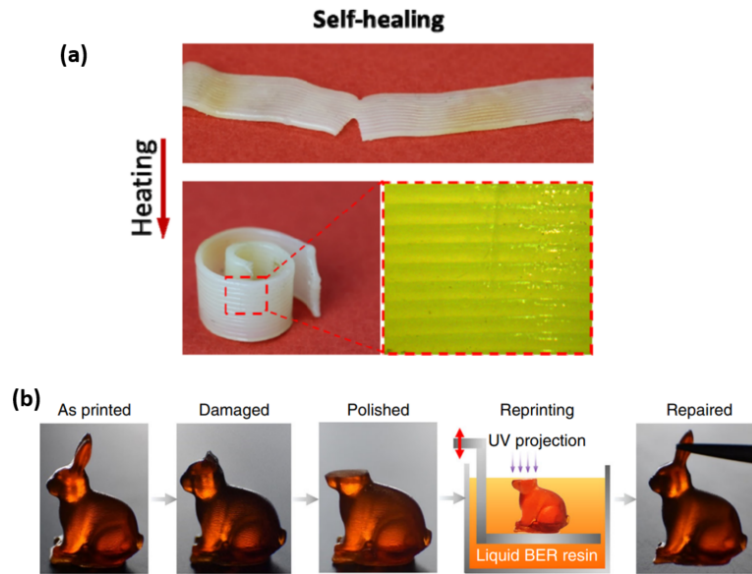 Self-healing
(a)
Heating
(b)
As printed
Damaged
Polished
Reprinting
Repaired
UV projection
Liquid BER resin